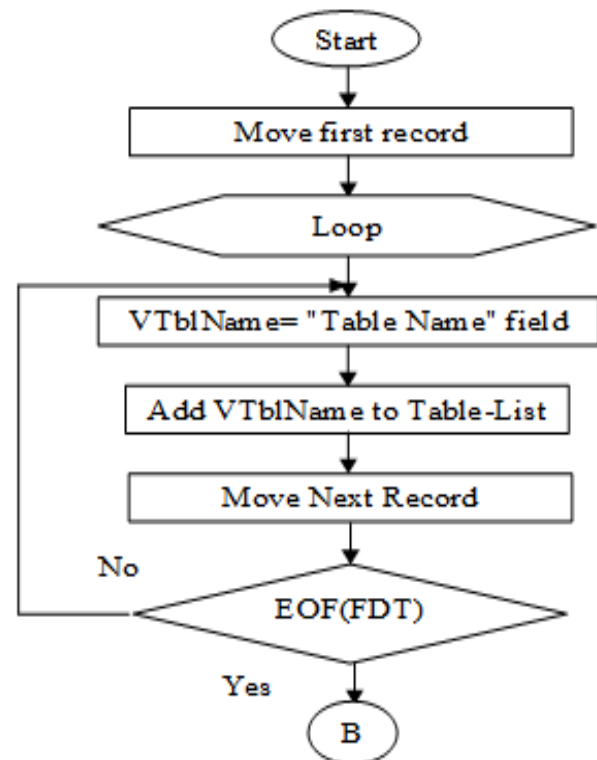 Start
Move first record
Loop
VTblName= "Table Name" field
Add VTblName to Table-List
Move Next Record
No
EOF(FDT)
Yes
B